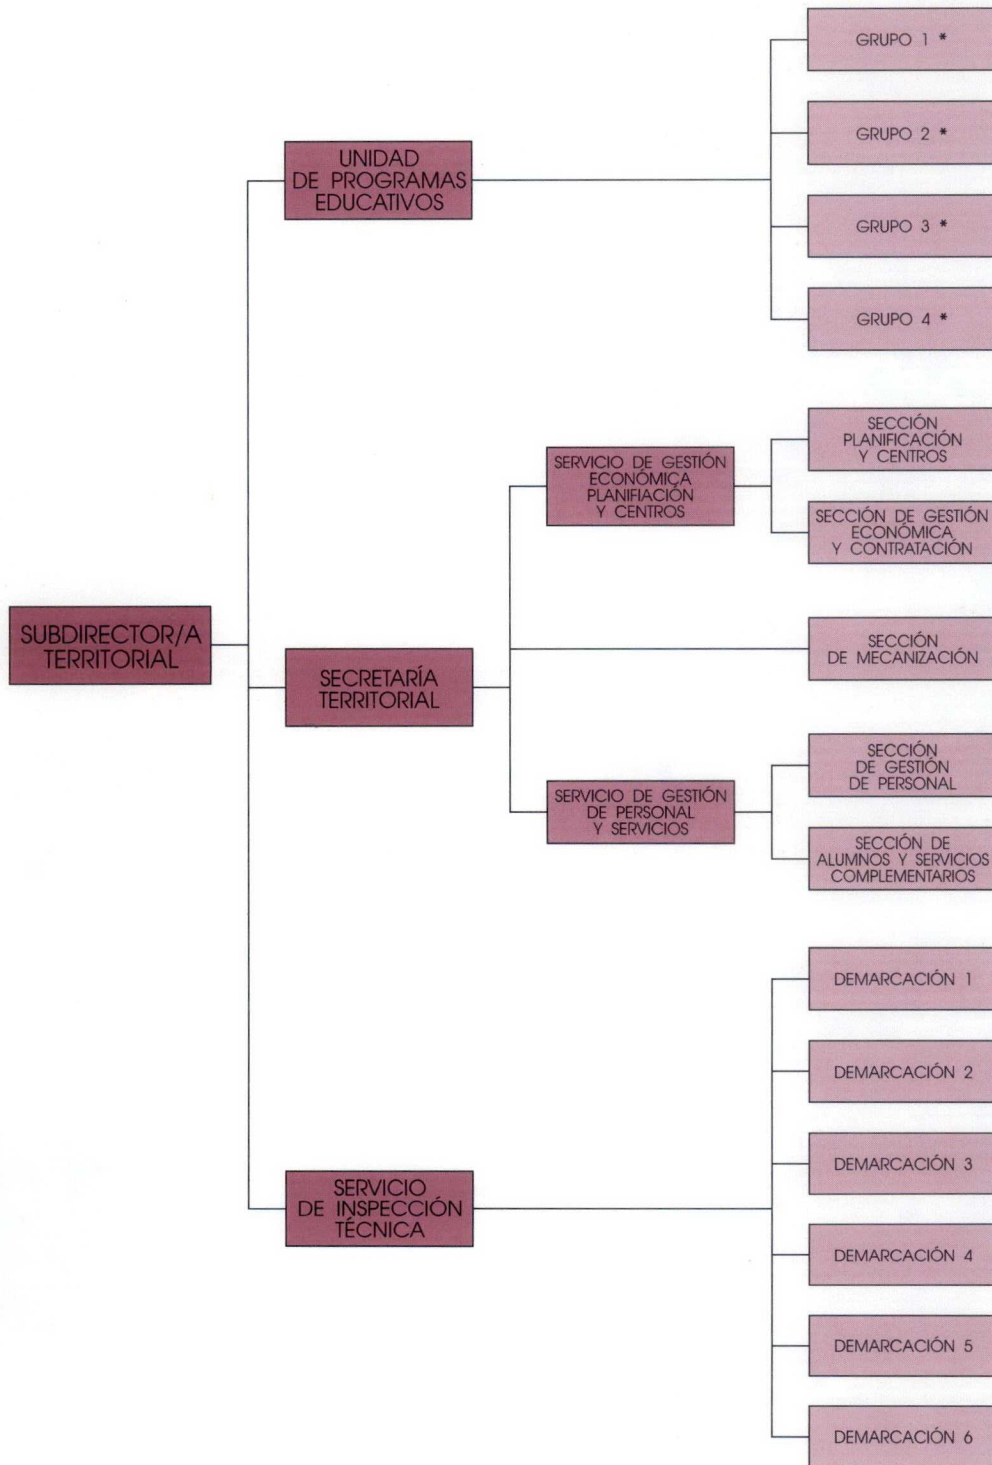 SUBDIRECTOR/A
TERRITORIAL
UNIDAD
DE PROGRAMAS
EDUCATIVOS
GRUPO 1 *
GRUPO 2 *
GRUPO 3 *
GRUPO 4 *
SECRETARÍA
TERRITORIAL
SERVICIO DE GESTIÓN
ECONÓMICA
PLANIFIACIÓN
Y CENTROS
SECCIÓN
PLANIFICACIÓN
Y CENTROS
SECCIÓN DE GESTIÓN
ECONÓMICA
Y CONTRATACIÓN
SECCIÓN
DE MECANIZACIÓN
SERVICIO DE GESTIÓN
DE PERSONAL
Y SERVICIOS
SECCIÓN
DE GESTIÓN
DE PERSONAL
SECCIÓN DE
ALUMNOS Y SERVICIOS
COMPLEMENTARIOS
SERVICIO
DE INSPECCIÓN
TÉCNICA
DEMARCACIÓN 1
DEMARCACIÓN 2
DEMARCACIÓN 3
DEMARCACIÓN 4
DEMARCACIÓN 5
DEMARCACIÓN 6